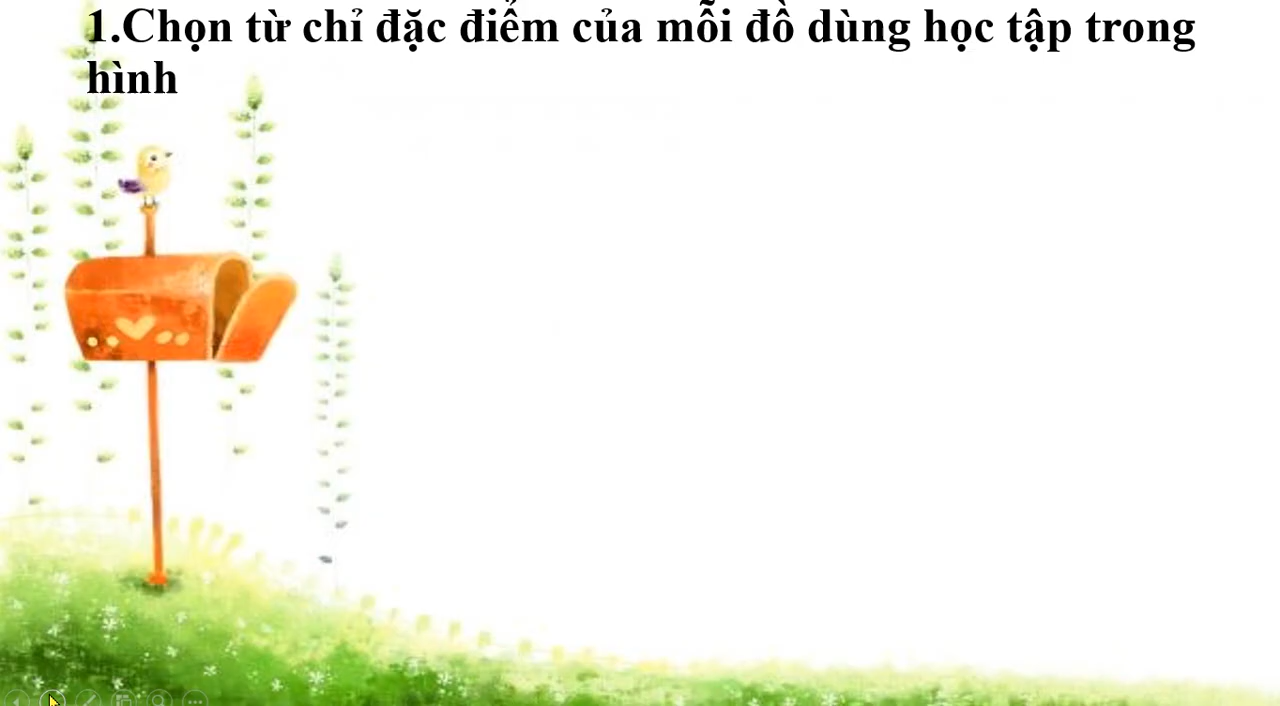 1.Chọn từ chỉ đặc điểm của mỗi đồ dùng học tập trong
hình